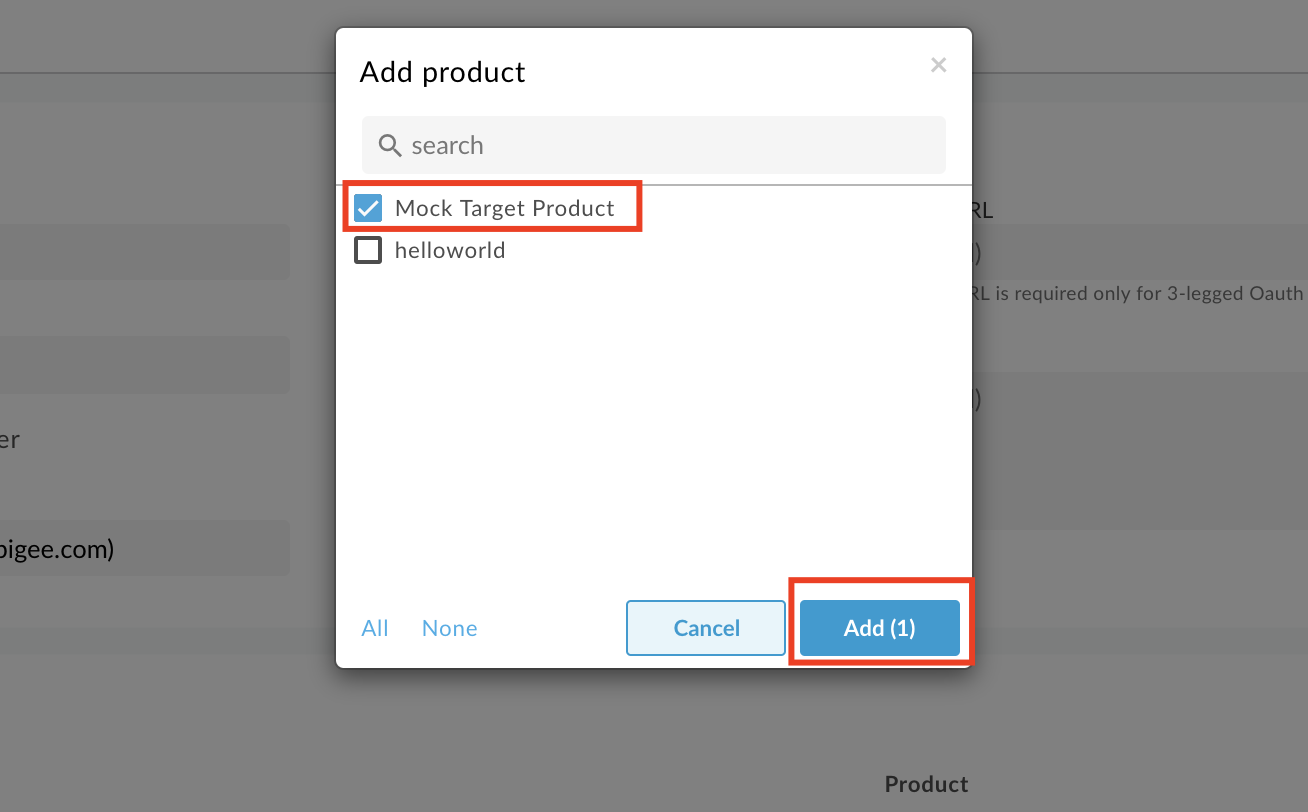 Add product
×
search
Mock Target Product
RL
helloworld
RL is required only for 3-legged Oauth
er
pigee.com)
All None Cancel Add (1)
Product